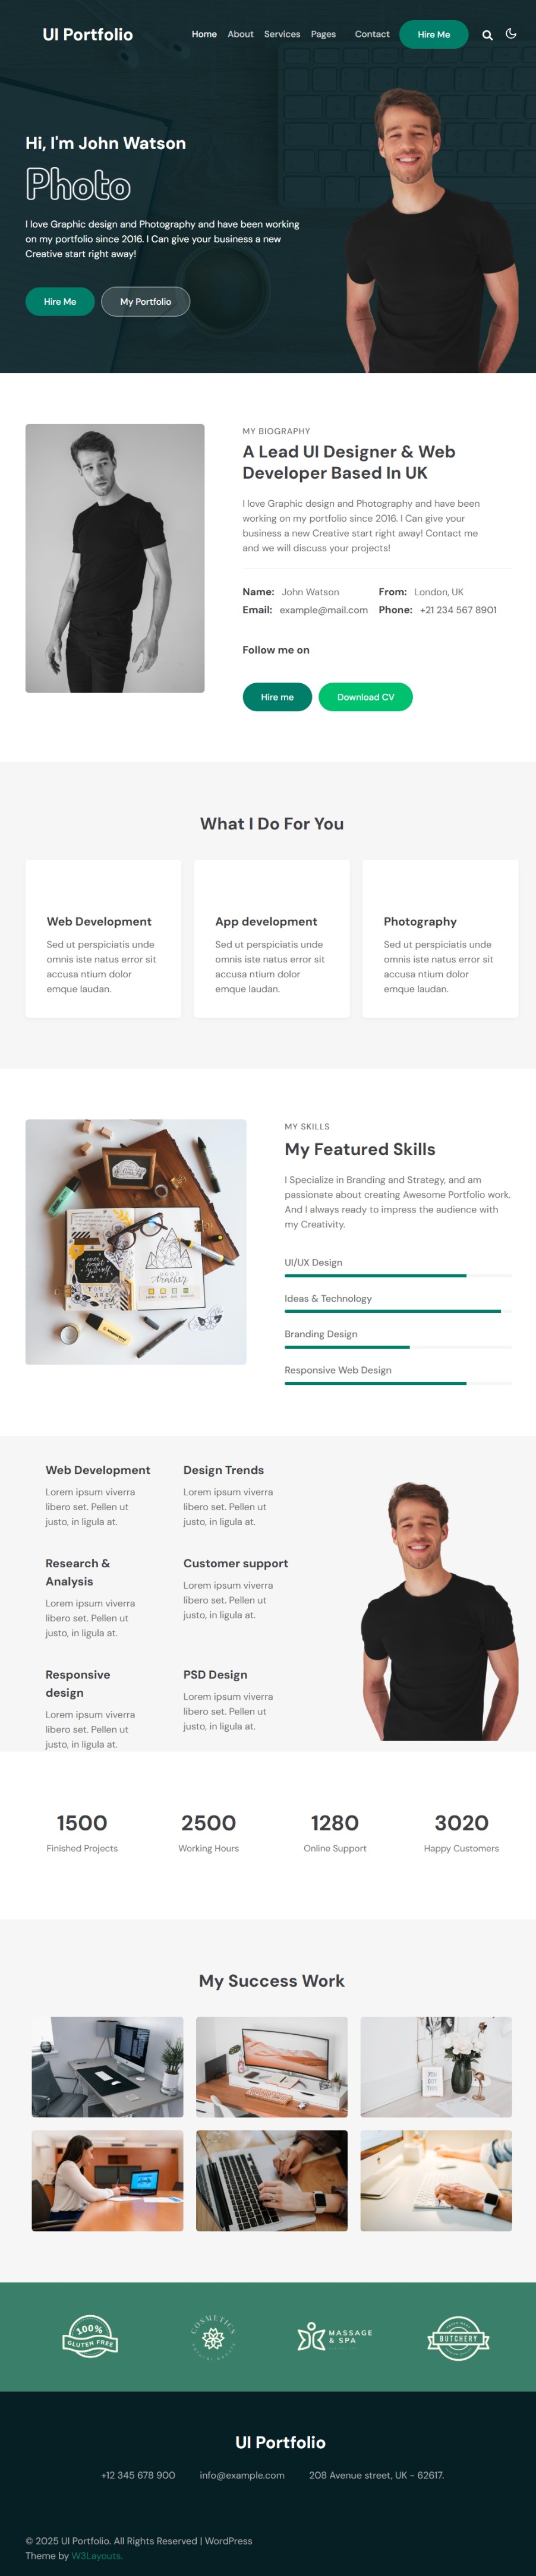 UI Portfolio
Home About Services Pages Contact Hire Me
Hi, I'm John Watson
Photo
I love Graphic design and Photography and have been working
on my portfolio since 2016. I Can give your business a new
Creative start right away!
Hire Me My Portfolio
MY BIOGRAPHY
A Lead UI Designer & Web
Developer Based In UK
I love Graphic design and Photography and have been
working on my portfolio since 2016. I Can give your
business a new Creative start right away! Contact me
and we will discuss your projects!
Name: John Watson From: London, UK
Email: example@mail.com Phone: +21 234 567 8901
Follow me on
Hire me Download CV
What I Do For You
Web Development
Sed ut perspiciatis unde
omnis iste natus error sit
accusa ntium dolor
emque laudan.
App development
Sed ut perspiciatis unde
omnis iste natus error sit
accusa ntium dolor
emque laudan.
Photography
Sed ut perspiciatis unde
omnis iste natus error sit
accusa ntium dolor
emque laudan.
MY SKILLS
My Featured Skills
I Specialize in Branding and Strategy, and am
passionate about creating Awesome Portfolio work.
And I always ready to impress the audience with
my Creativity.
UI/UX Design
Ideas & Technology
Branding Design
Responsive Web Design
Web Development
Lorem ipsum viverra
libero set. Pellen ut
justo, in ligula at.
Design Trends
Lorem ipsum viverra
libero set. Pellen ut
justo, in ligula at.
Research &
Analysis
Lorem ipsum viverra
libero set. Pellen ut
justo, in ligula at.
Customer support
Lorem ipsum viverra
libero set. Pellen ut
justo, in ligula at.
Responsive
design
Lorem ipsum viverra
libero set. Pellen ut
justo, in ligula at.
PSD Design
Lorem ipsum viverra
libero set. Pellen ut
justo, in ligula at.
1500 2500 1280 3020
Finished Projects Working Hours Online Support Happy Customers
My Success Work
YOU
GOT
THIS
100%
GLUTEN FREE
COSMETICS
MASSAGE
& SPA
BUTCHERY
UI Portfolio
+12 345 678 900 info@example.com 208 Avenue street, UK - 62617.
© 2025 UI Portfolio. All Rights Reserved | WordPress
Theme by W3Layouts.